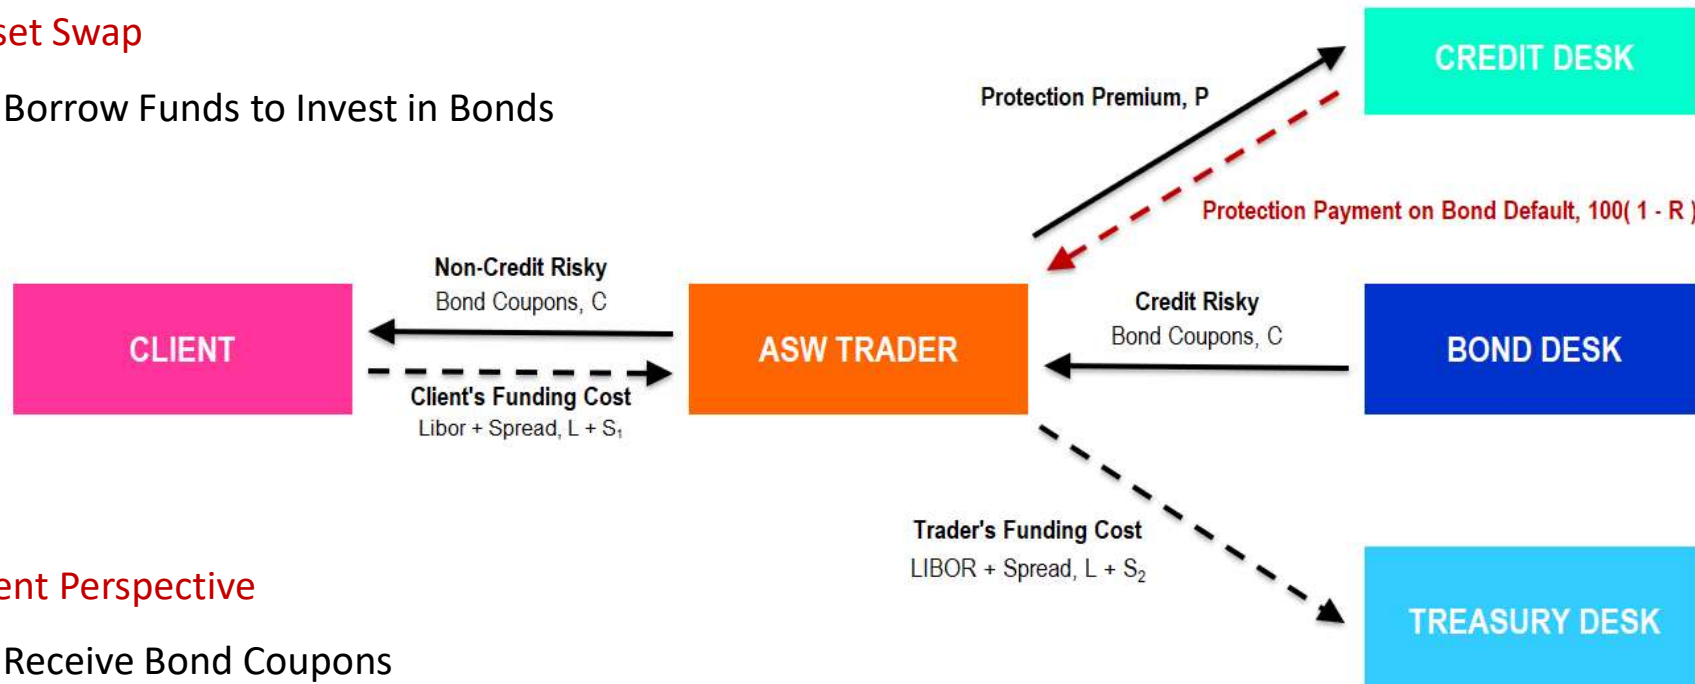 set Swap
Borrow Funds to Invest in Bonds
CREDIT DESK
Protection Premium, P
Protection Payment on Bond Default, 100( 1 - R )
Non-Credit Risky
Bond Coupons, C
Credit Risky
Bond Coupons, C
CLIENT
ASW TRADER
BOND DESK
Client's Funding Cost
Libor + Spread, L + S₁
Trader's Funding Cost
LIBOR + Spread, L + S₂
TREASURY DESK
ent Perspective
Receive Bond Coupons